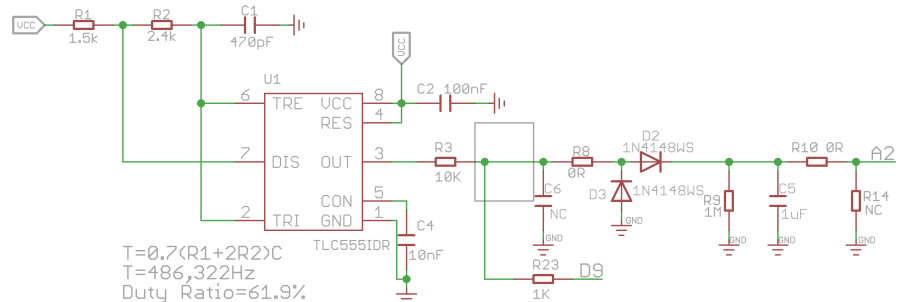 VCC
R1
1.5k
R2
2.4k
C1
470pF
VCC
C2 100nF
U1
6
TRE
VCC
8
RES
4
7
DIS
OUT
3
CON
5
2
TRI
GND
1
TLC555IDR
C4
10nF
R3
10K
C6
NC
GND
R8
0R
D2
1N4148WS
D3
1N4148WS
GND
R9
1M
GND
C5
1uF
GND
R10 0R
A2
R14
NC
GND
R23
1K
D9
T=0.7(R1+2R2)C
T=486,322Hz
Duty Ratio=61.9%